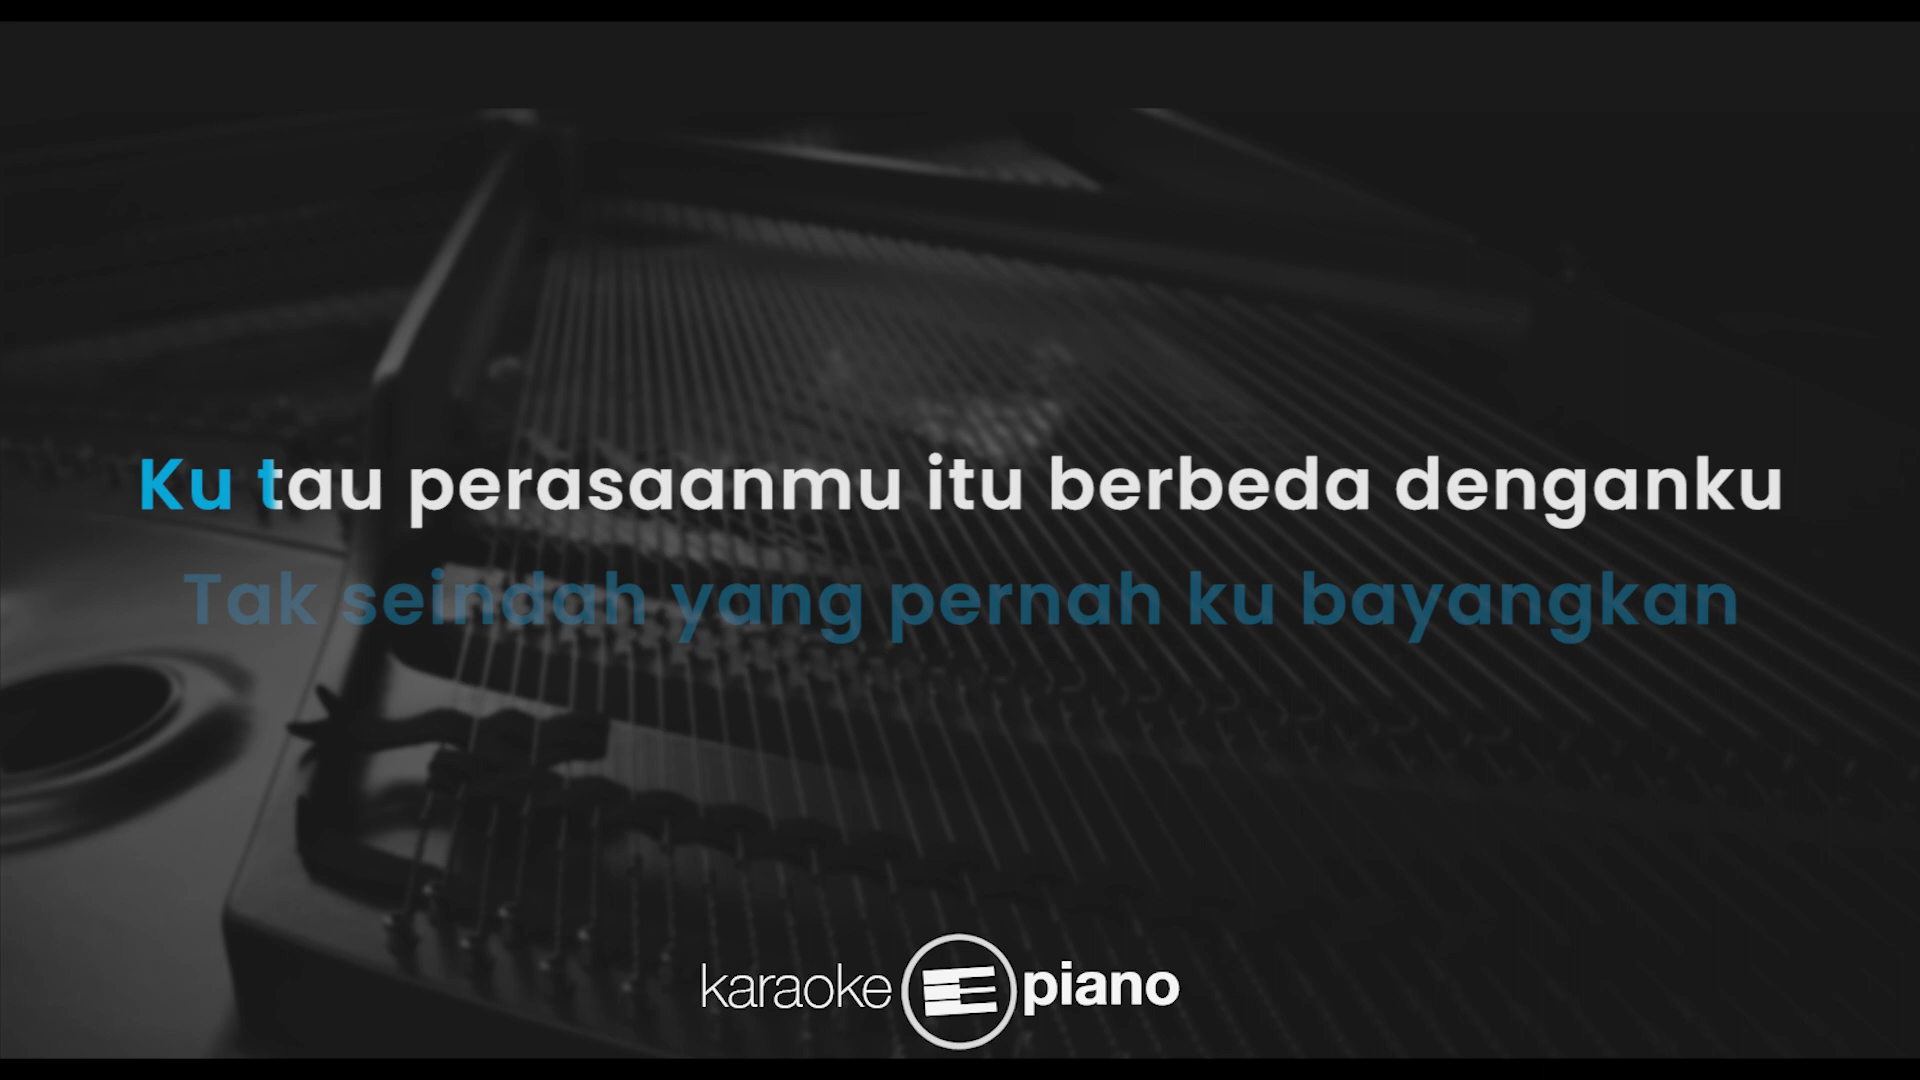 Ku tau perasaanmu itu berbeda denganku
Tak seindah yang pernah ku bayangkan
karaoke piano